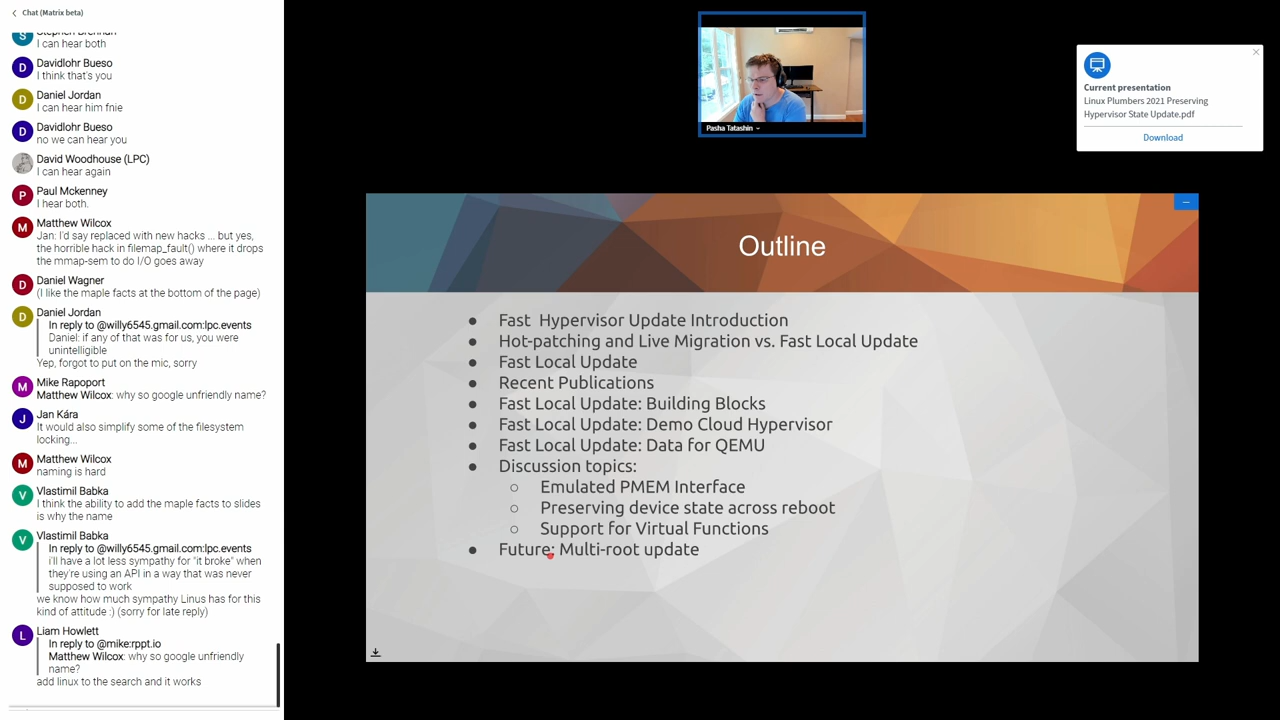 Chat (Matrix beta)
Stephen Brennan
I can hear both
Davidlohr Bueso
I think that's you
Daniel Jordan
I can hear him fnie
Davidlohr Bueso
no we can hear you
David Woodhouse (LPC)
I can hear again
Paul Mckenney
I hear both.
Matthew Wilcox
Jan: I'd say replaced with new hacks ... but yes,
the horrible hack in filemap_fault() where it drops
the mmap-sem to do I/O goes away
Daniel Wagner
(I like the maple facts at the bottom of the page)
Daniel Jordan
In reply to @willy6545.gmail.com:lpc.events
Daniel: if any of that was for us, you were
unintelligible
Yep, forgot to put on the mic, sorry
Mike Rapoport
Matthew Wilcox: why so google unfriendly name?
Jan Kára
It would also simplify some of the filesystem
locking...
Matthew Wilcox
naming is hard
Vlastimil Babka
I think the ability to add the maple facts to slides
is why the name
Vlastimil Babka
In reply to @willy6545.gmail.com:lpc.events
i'll have a lot less sympathy for "it broke" when
they're using an API in a way that was never
supposed to work
we know how much sympathy Linus has for this
kind of attitude :) (sorry for late reply)
Liam Howlett
In reply to @mike:rppt.io
Matthew Wilcox: why so google unfriendly
name?
add linux to the search and it works
S
D
D
D
P
M
D
D
M
J
M
V
V
L
Pasha Tatashin
Current presentation
Linux Plumbers 2021 Preserving
Hypervisor State Update.pdf
Download
Outline
● Fast Hypervisor Update Introduction
● Hot-patching and Live Migration vs. Fast Local Update
● Fast Local Update
● Recent Publications
● Fast Local Update: Building Blocks
● Fast Local Update: Demo Cloud Hypervisor
● Fast Local Update: Data for QEMU
● Discussion topics:
○ Emulated PMEM Interface
○ Preserving device state across reboot
○ Support for Virtual Functions
● Future: Multi-root update